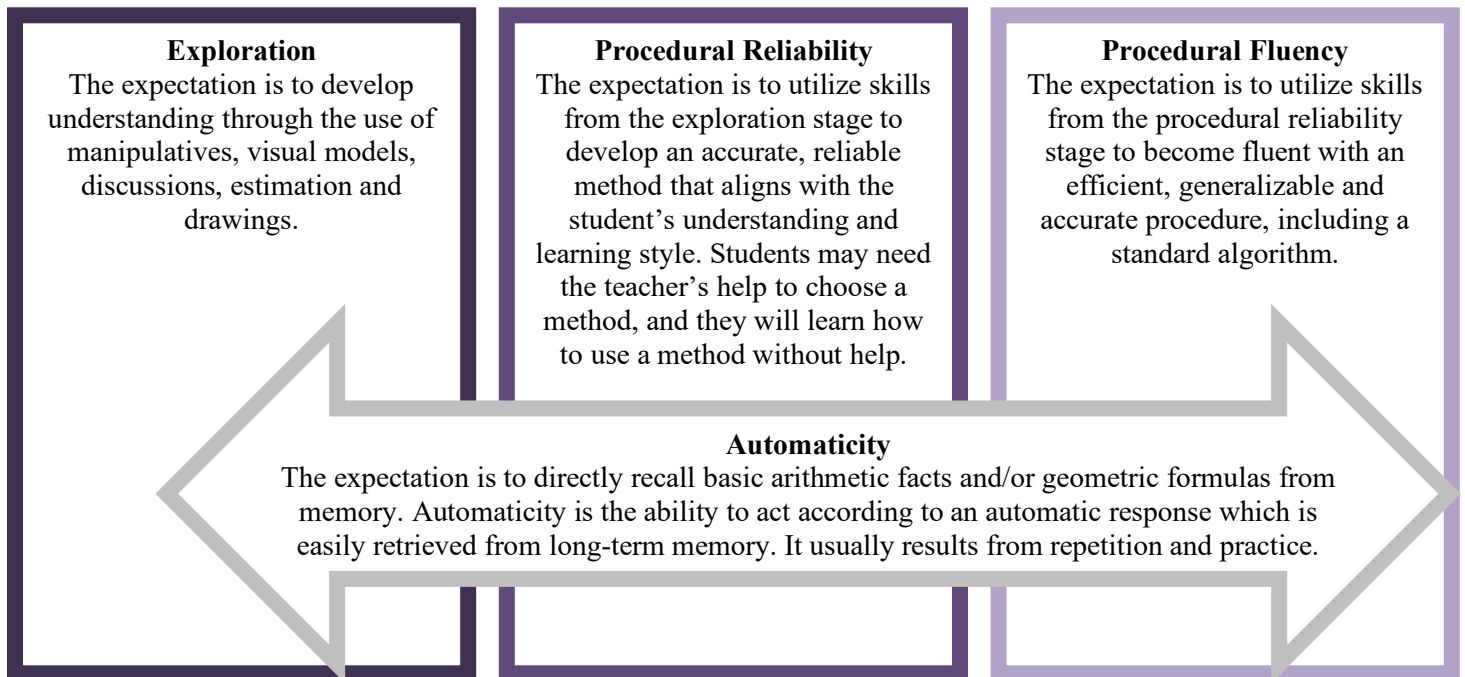 Exploration
The expectation is to develop
understanding through the use of
manipulatives, visual models,
discussions, estimation and
drawings.
Procedural Reliability
The expectation is to utilize skills
from the exploration stage to
develop an accurate, reliable
method that aligns with the
student’s understanding and
learning style. Students may need
the teacher’s help to choose a
method, and they will learn how
to use a method without help.
Procedural Fluency
The expectation is to utilize skills
from the procedural reliability
stage to become fluent with an
efficient, generalizable and
accurate procedure, including a
standard algorithm.
Automaticity
The expectation is to directly recall basic arithmetic facts and/or geometric formulas from
memory. Automaticity is the ability to act according to an automatic response which is
easily retrieved from long-term memory. It usually results from repetition and practice.